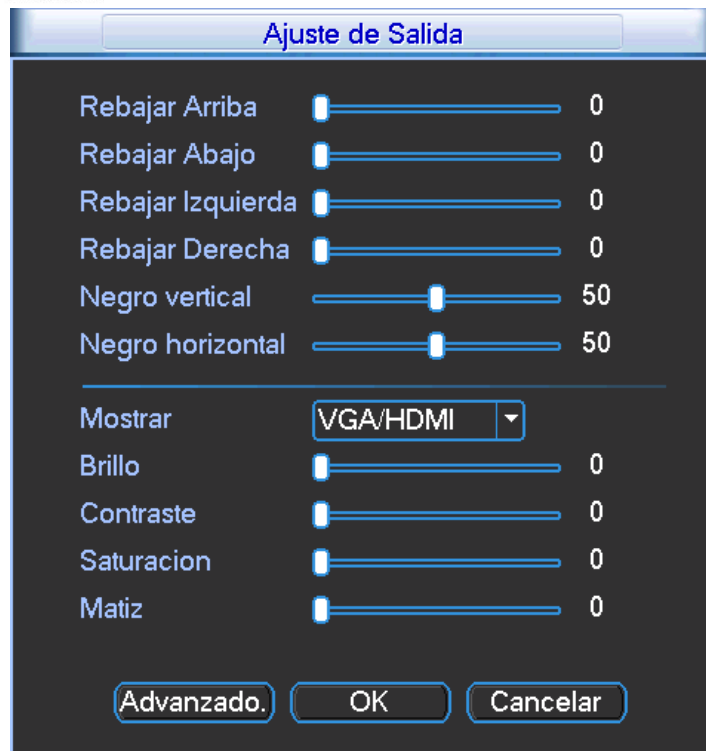 Ajuste de Salida
Rebajar Arriba 0
Rebajar Abajo 0
Rebajar Izquierda 0
Rebajar Derecha 0
Negro vertical 50
Negro horizontal 50
Mostrar VGA/HDMI
Brillo 0
Contraste 0
Saturacion 0
Matiz 0
Advanzado. OK Cancelar